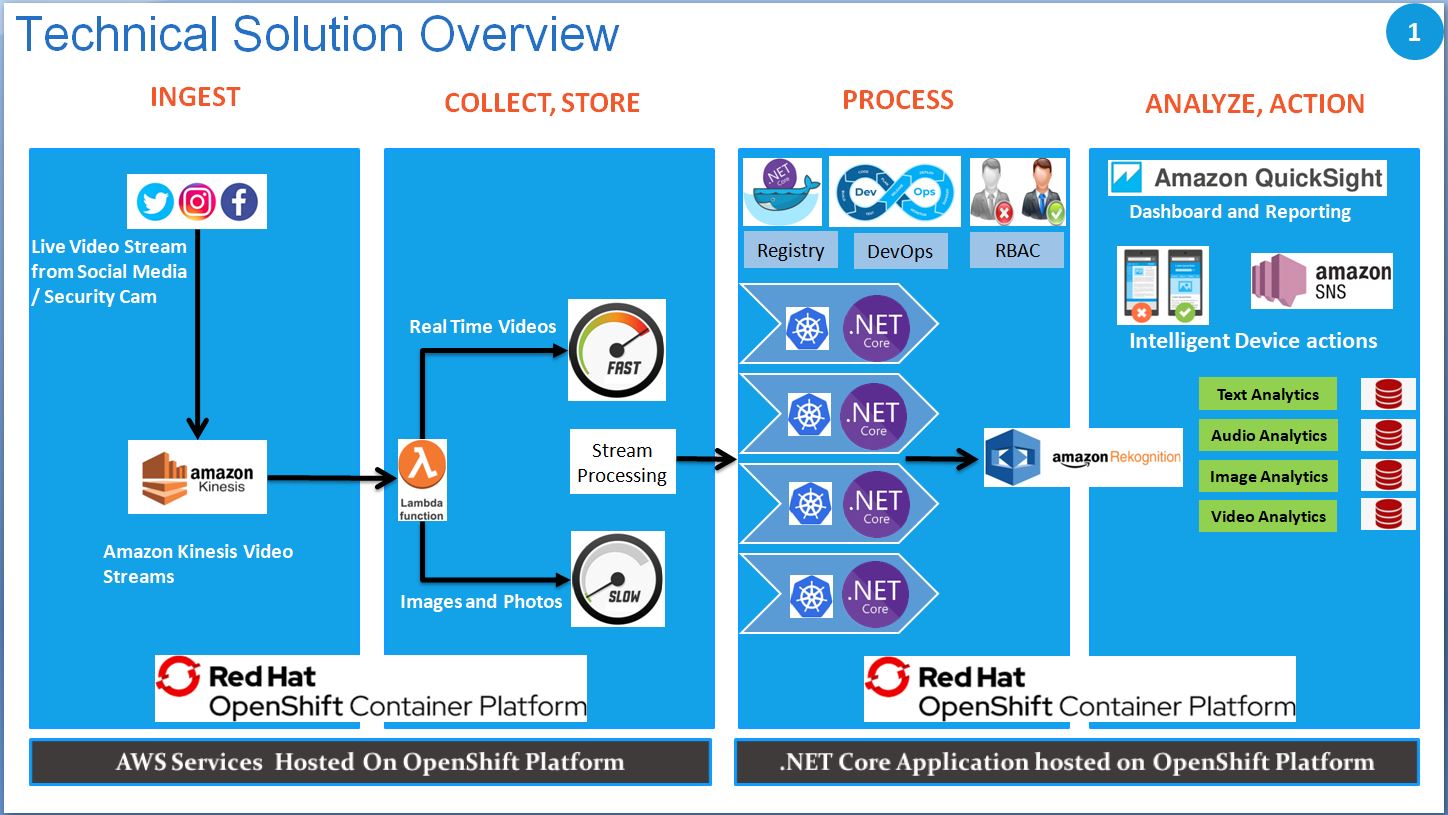 Technical Solution Overview
1
INGEST
COLLECT, STORE
PROCESS
ANALYZE, ACTION
Live Video Stream
from Social Media
/ Security Cam
amazon
Kinesis
Amazon Kinesis Video
Streams
Real Time Videos
FAST
Lambda
function
Stream
Processing
Images and Photos
SLOW
.NET
Core
Dev
Ops
Registry
DevOps
RBAC
.NET
Core
.NET
Core
.NET
Core
.NET
Core
amazon Rekognition
Amazon QuickSight
Dashboard and Reporting
amazon
SNS
Intelligent Device actions
Text Analytics
Audio Analytics
Image Analytics
Video Analytics
Red Hat
OpenShift Container Platform
Red Hat
OpenShift Container Platform
AWS Services Hosted On OpenShift Platform
.NET Core Application hosted on OpenShift Platform